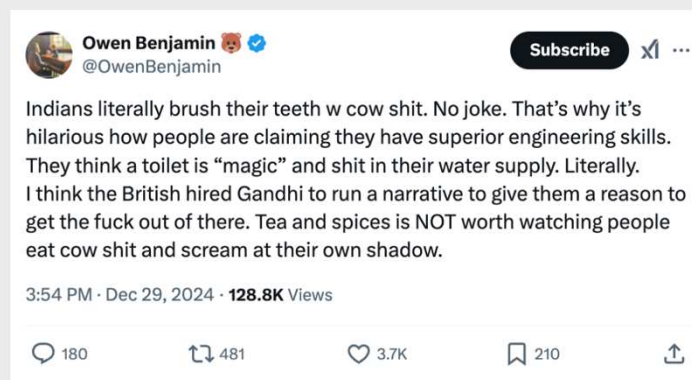 Owen Benjamin 🐻
@OwenBenjamin
Subscribe
Indians literally brush their teeth w cow shit. No joke. That’s why it’s
hilarious how people are claiming they have superior engineering skills.
They think a toilet is “magic” and shit in their water supply. Literally.
I think the British hired Gandhi to run a narrative to give them a reason to
get the fuck out of there. Tea and spices is NOT worth watching people
eat cow shit and scream at their own shadow.
3:54 PM · Dec 29, 2024 · 128.8K Views
180 481 3.7K 210